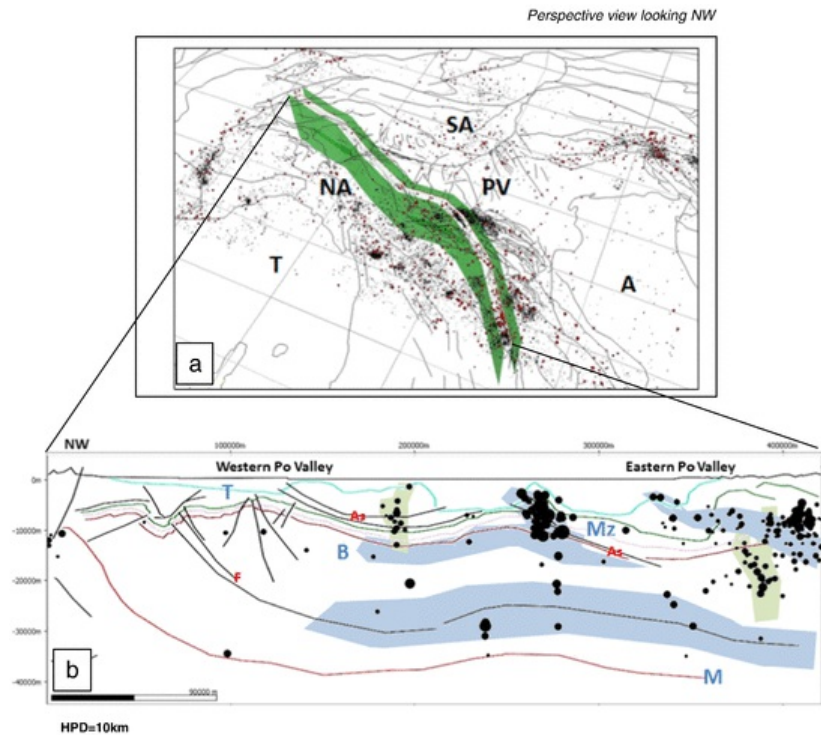 Perspective view looking NW
SA
NA
PV
T
A
a
NW
100000m
200000m
300000m
400000m
Western Po Valley
Eastern Po Valley
0m
T
As
-10000m
Mz
B
As
F
-20000m
-30000m
-40000m
M
b
90000 m
HPD=10km